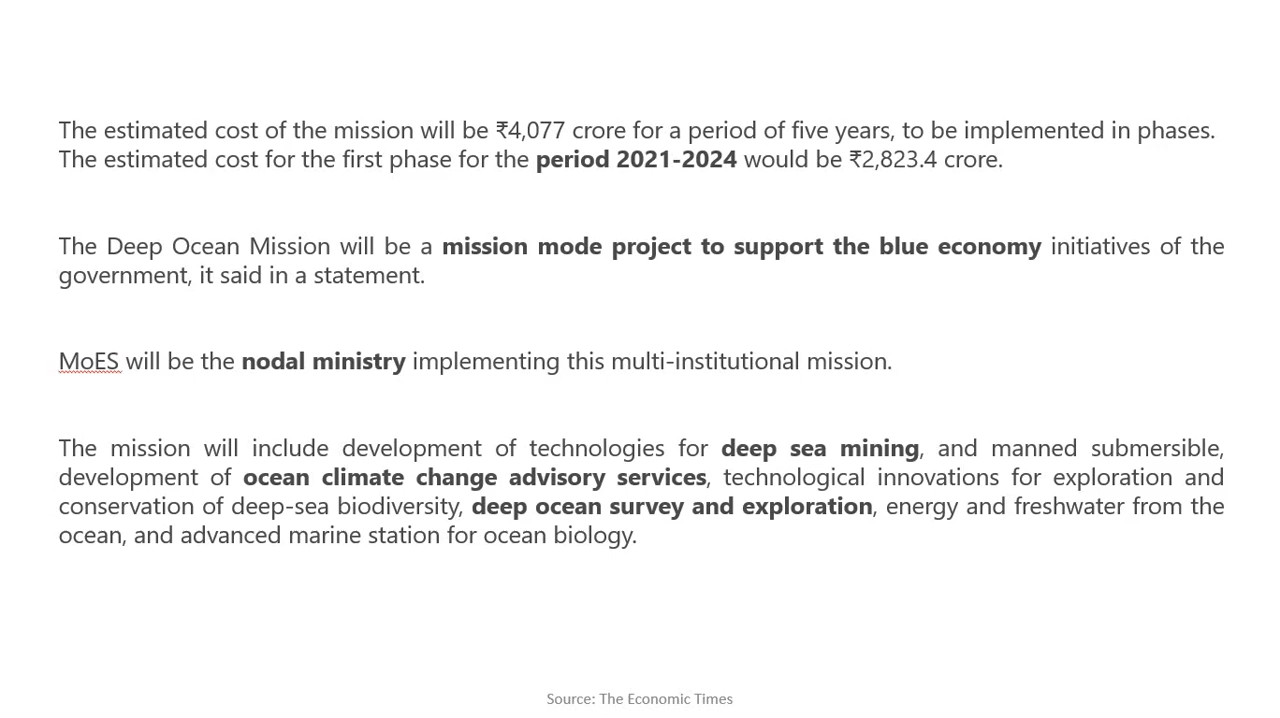 The estimated cost of the mission will be ₹4,077 crore for a period of five years, to be implemented in phases.
The estimated cost for the first phase for the period 2021-2024 would be ₹2,823.4 crore.
The Deep Ocean Mission will be a mission mode project to support the blue economy initiatives of the
government, it said in a statement.
MoES will be the nodal ministry implementing this multi-institutional mission.
The mission will include development of technologies for deep sea mining, and manned submersible,
development of ocean climate change advisory services, technological innovations for exploration and
conservation of deep-sea biodiversity, deep ocean survey and exploration, energy and freshwater from the
ocean, and advanced marine station for ocean biology.
Source: The Economic Times